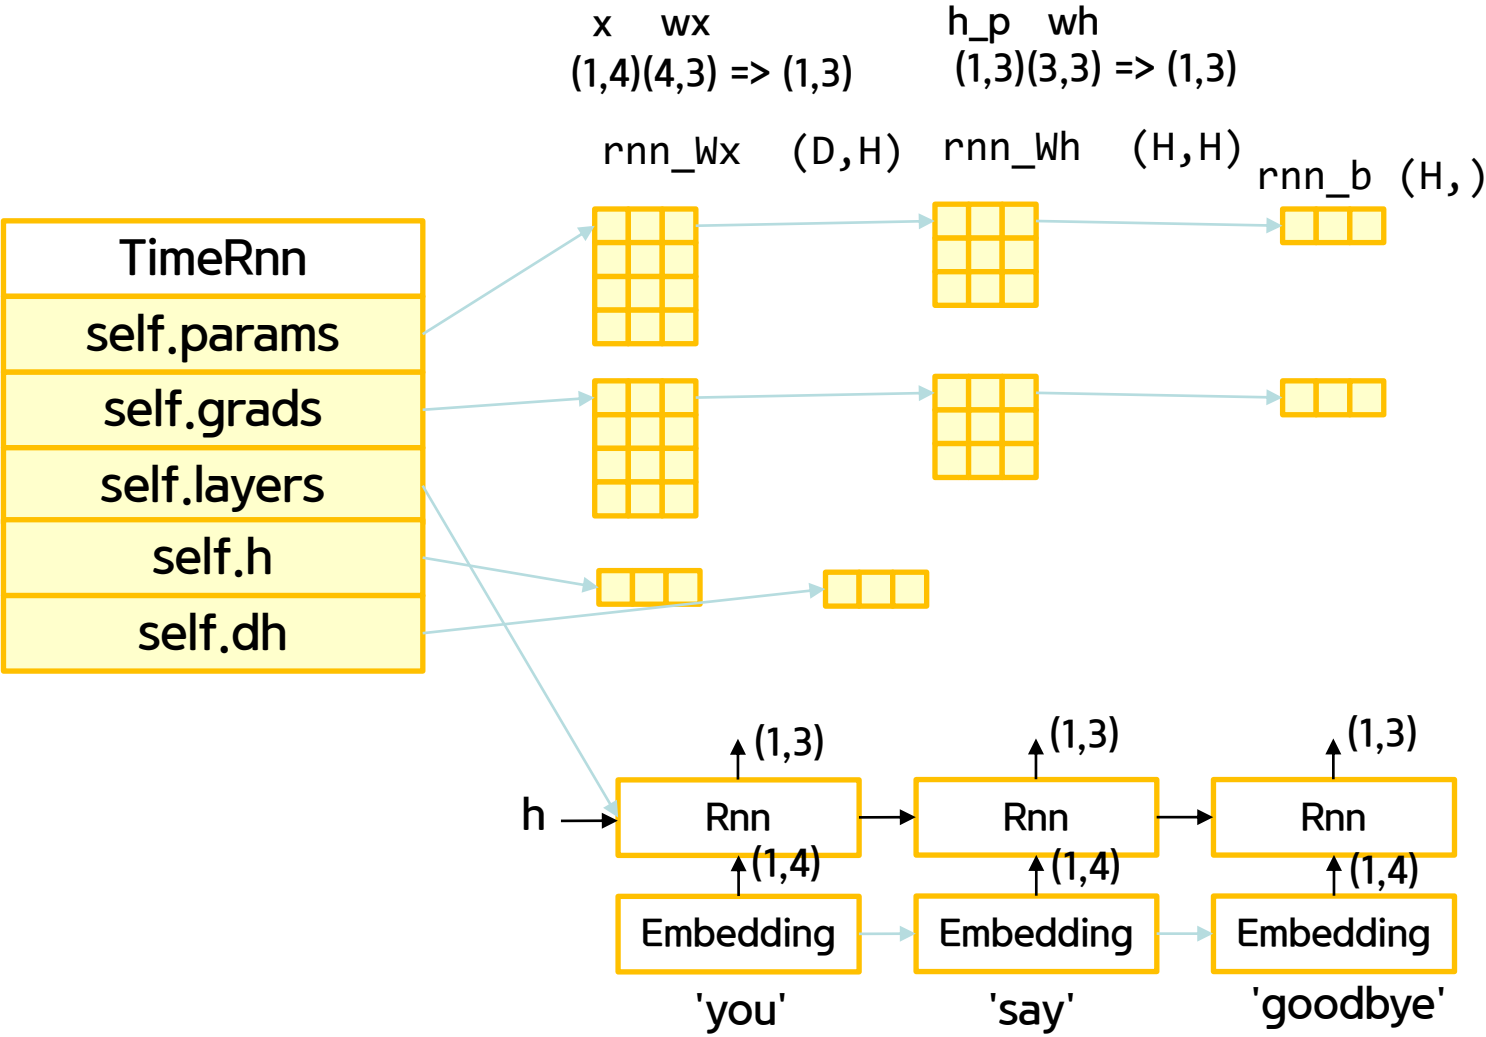 x wx
(1,4)(4,3) => (1,3)
h_p wh
(1,3)(3,3) => (1,3)
rnn_Wx (D,H)
rnn_Wh (H,H)
rnn_b (H,)
TimeRnn
self.params
self.grads
self.layers
self.h
self.dh
(1,3)
(1,3)
(1,3)
h
Rnn
Rnn
Rnn
(1,4)
(1,4)
(1,4)
Embedding
Embedding
Embedding
'you'
'say'
'goodbye'